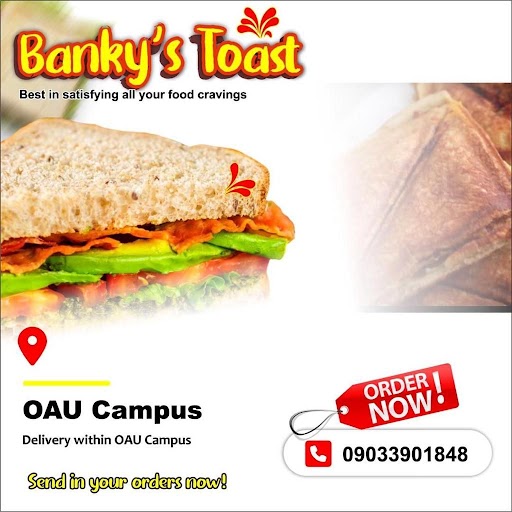 Banky's Toast
Best in satisfying all your food cravings
ORDER
NOW!
OAU Campus
Delivery within OAU Campus
09033901848
Send in your orders now!